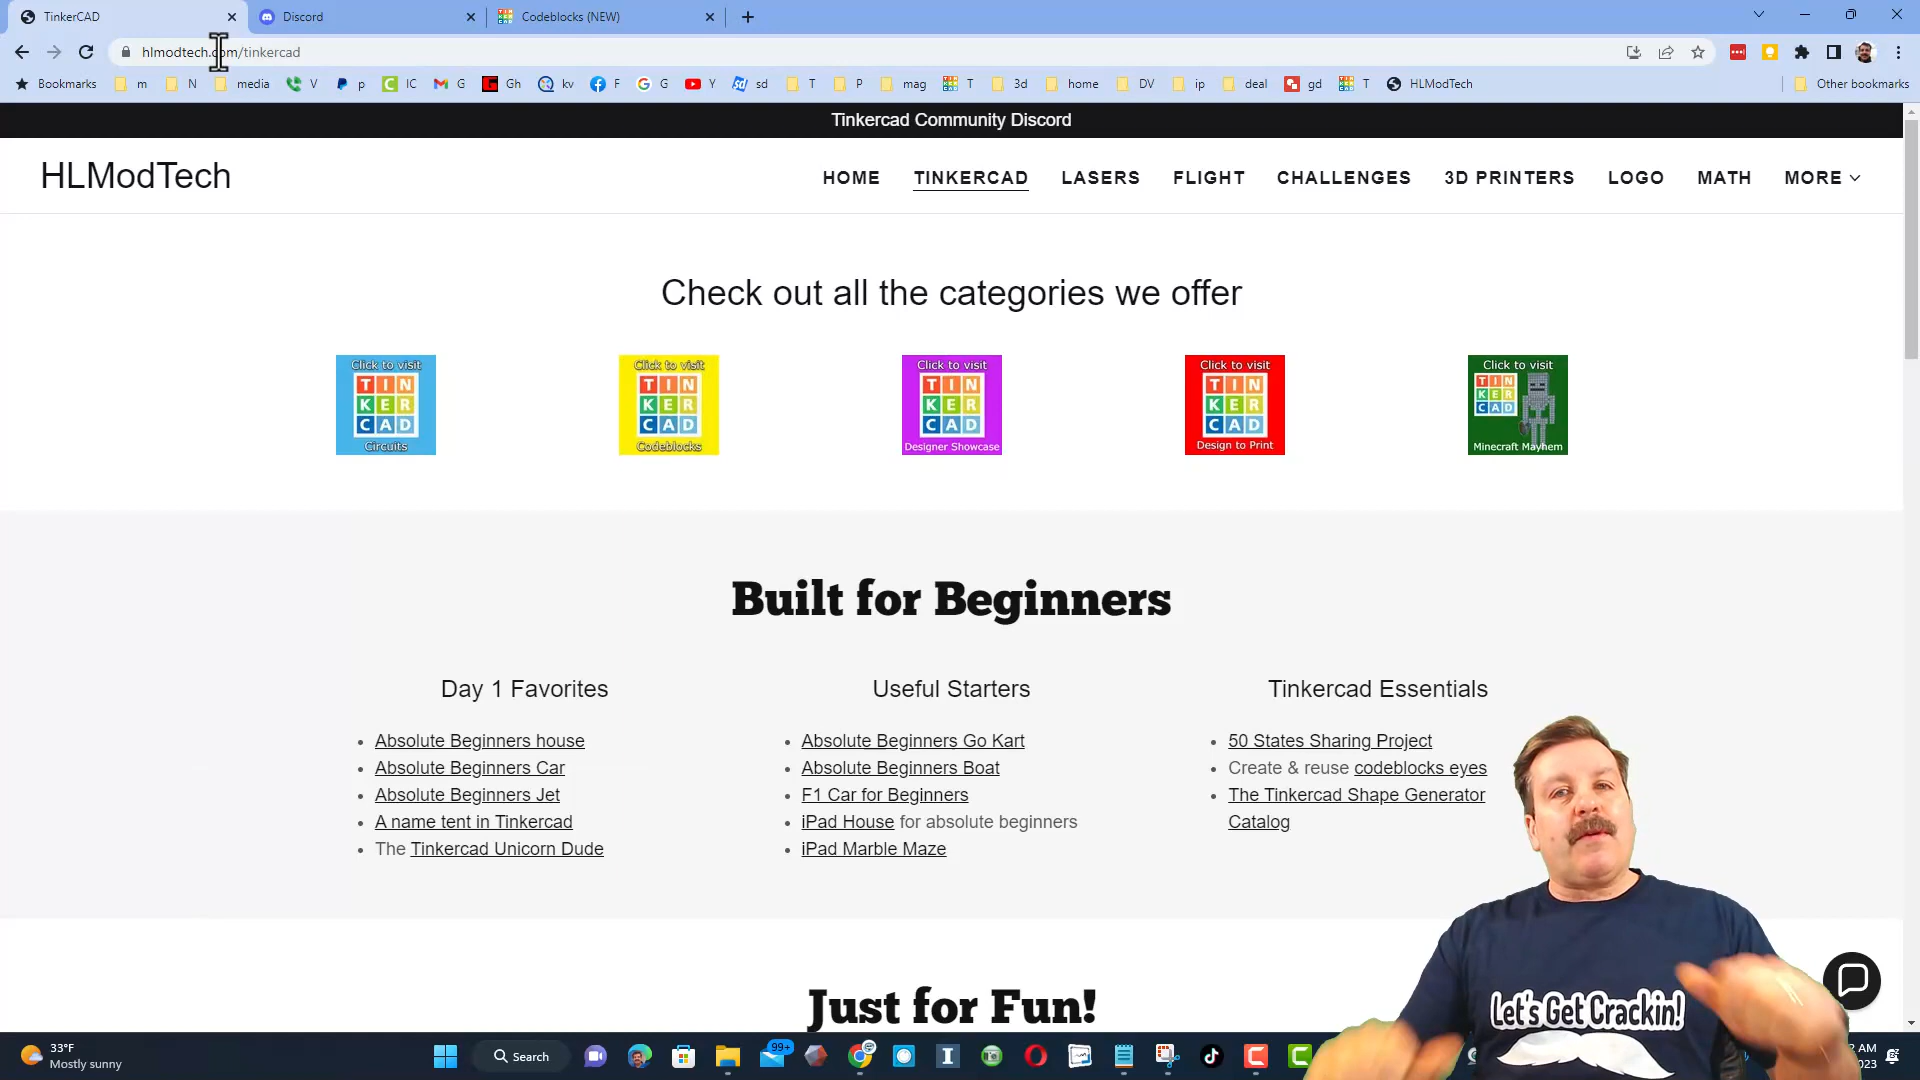 TinkerCAD
Discord
Codeblocks (NEW)
hlmodtech.com/tinkercad
Bookmarks m N media V p IC G Gh kv F G Y sd T P mag T 3d home DV ip deal gd T HLModTech Other bookmarks
Tinkercad Community Discord
HLModTech
HOME TINKERCAD LASERS FLIGHT CHALLENGES 3D PRINTERS LOGO MATH MORE
Check out all the categories we offer
Click to visit
TIN
KER
CAD
Circuits
Click to visit
TIN
KER
CAD
Codeblocks
Click to visit
TIN
KER
CAD
Designer Showcase
Click to visit
TIN
KER
CAD
Design to Print
Click to visit
TIN
KER
CAD
Minecraft Mayhem
Built for Beginners
Day 1 Favorites
Absolute Beginners house
Absolute Beginners Car
Absolute Beginners Jet
A name tent in Tinkercad
The Tinkercad Unicorn Dude
Useful Starters
Absolute Beginners Go Kart
Absolute Beginners Boat
F1 Car for Beginners
iPad House for absolute beginners
iPad Marble Maze
Tinkercad Essentials
50 States Sharing Project
Create & reuse codeblocks eyes
The Tinkercad Shape Generator
Catalog
Just for Fun!
Let's Get Crackin!
33°F
Mostly sunny
Search
99+
AM